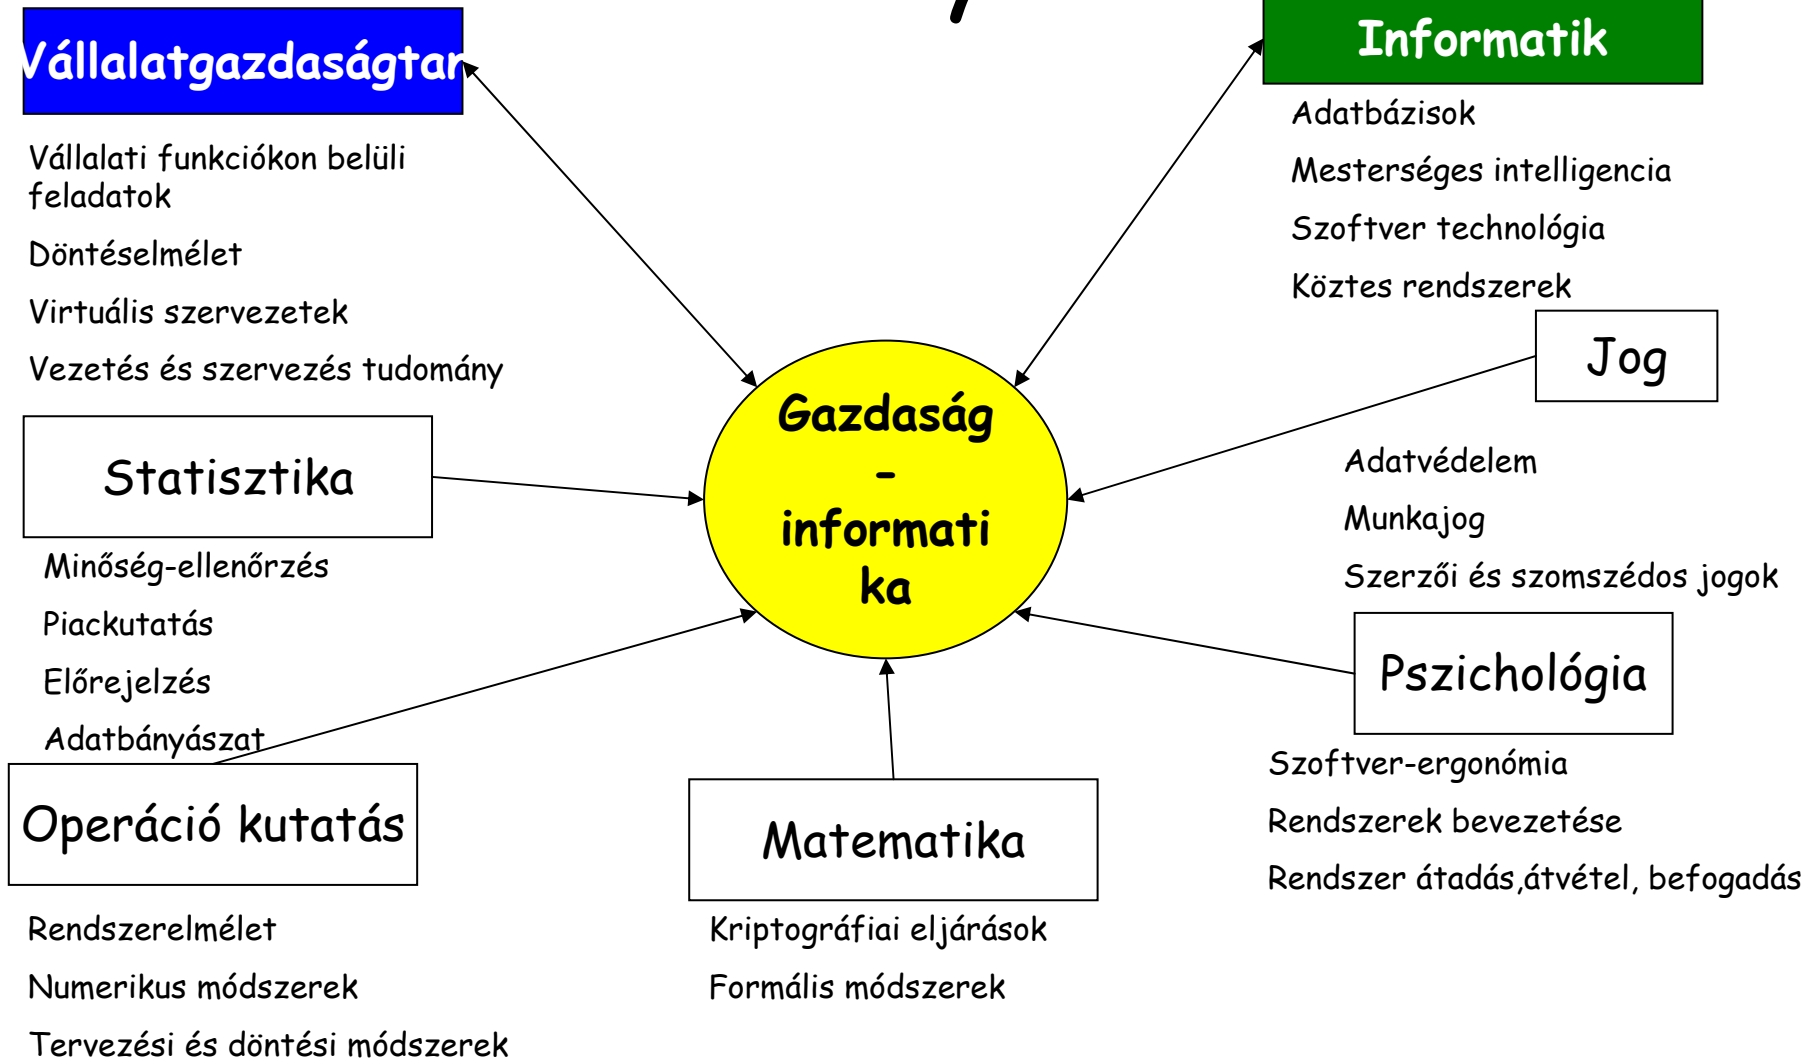 Vállalatgazdaságtan
Vállalati funkciókon belüli
feladatok
Döntéselmélet
Virtuális szervezetek
Vezetés és szervezés tudomány
Informatik
Adatbázisok
Mesterséges intelligencia
Szoftver technológia
Köztes rendszerek
Jog
Adatvédelem
Munkajog
Szerzői és szomszédos jogok
Gazdaság
-
informati
ka
Statisztika
Minőség-ellenőrzés
Piackutatás
Előrejelzés
Adatbányászat
Pszichológia
Szoftver-ergonómia
Rendszerek bevezetése
Rendszer átadás,átvétel, befogadás
Operáció kutatás
Rendszerelmélet
Numerikus módszerek
Tervezési és döntési módszerek
Matematika
Kriptográfiai eljárások
Formális módszerek